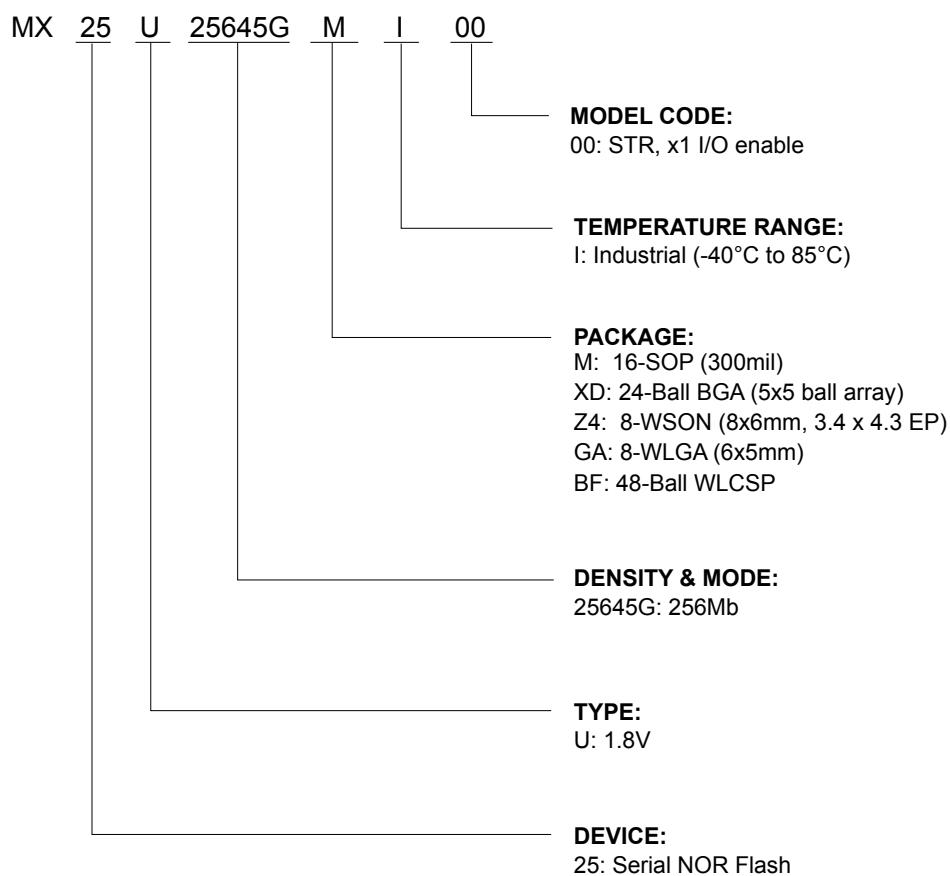 MX 25 U 25645G M I 00
MODEL CODE:
00: STR, x1 I/O enable
TEMPERATURE RANGE:
I: Industrial (-40°C to 85°C)
PACKAGE:
M: 16-SOP (300mil)
XD: 24-Ball BGA (5x5 ball array)
Z4: 8-WSON (8x6mm, 3.4 x 4.3 EP)
GA: 8-WLGA (6x5mm)
BF: 48-Ball WLCSP
DENSITY & MODE:
25645G: 256Mb
TYPE:
U: 1.8V
DEVICE:
25: Serial NOR Flash